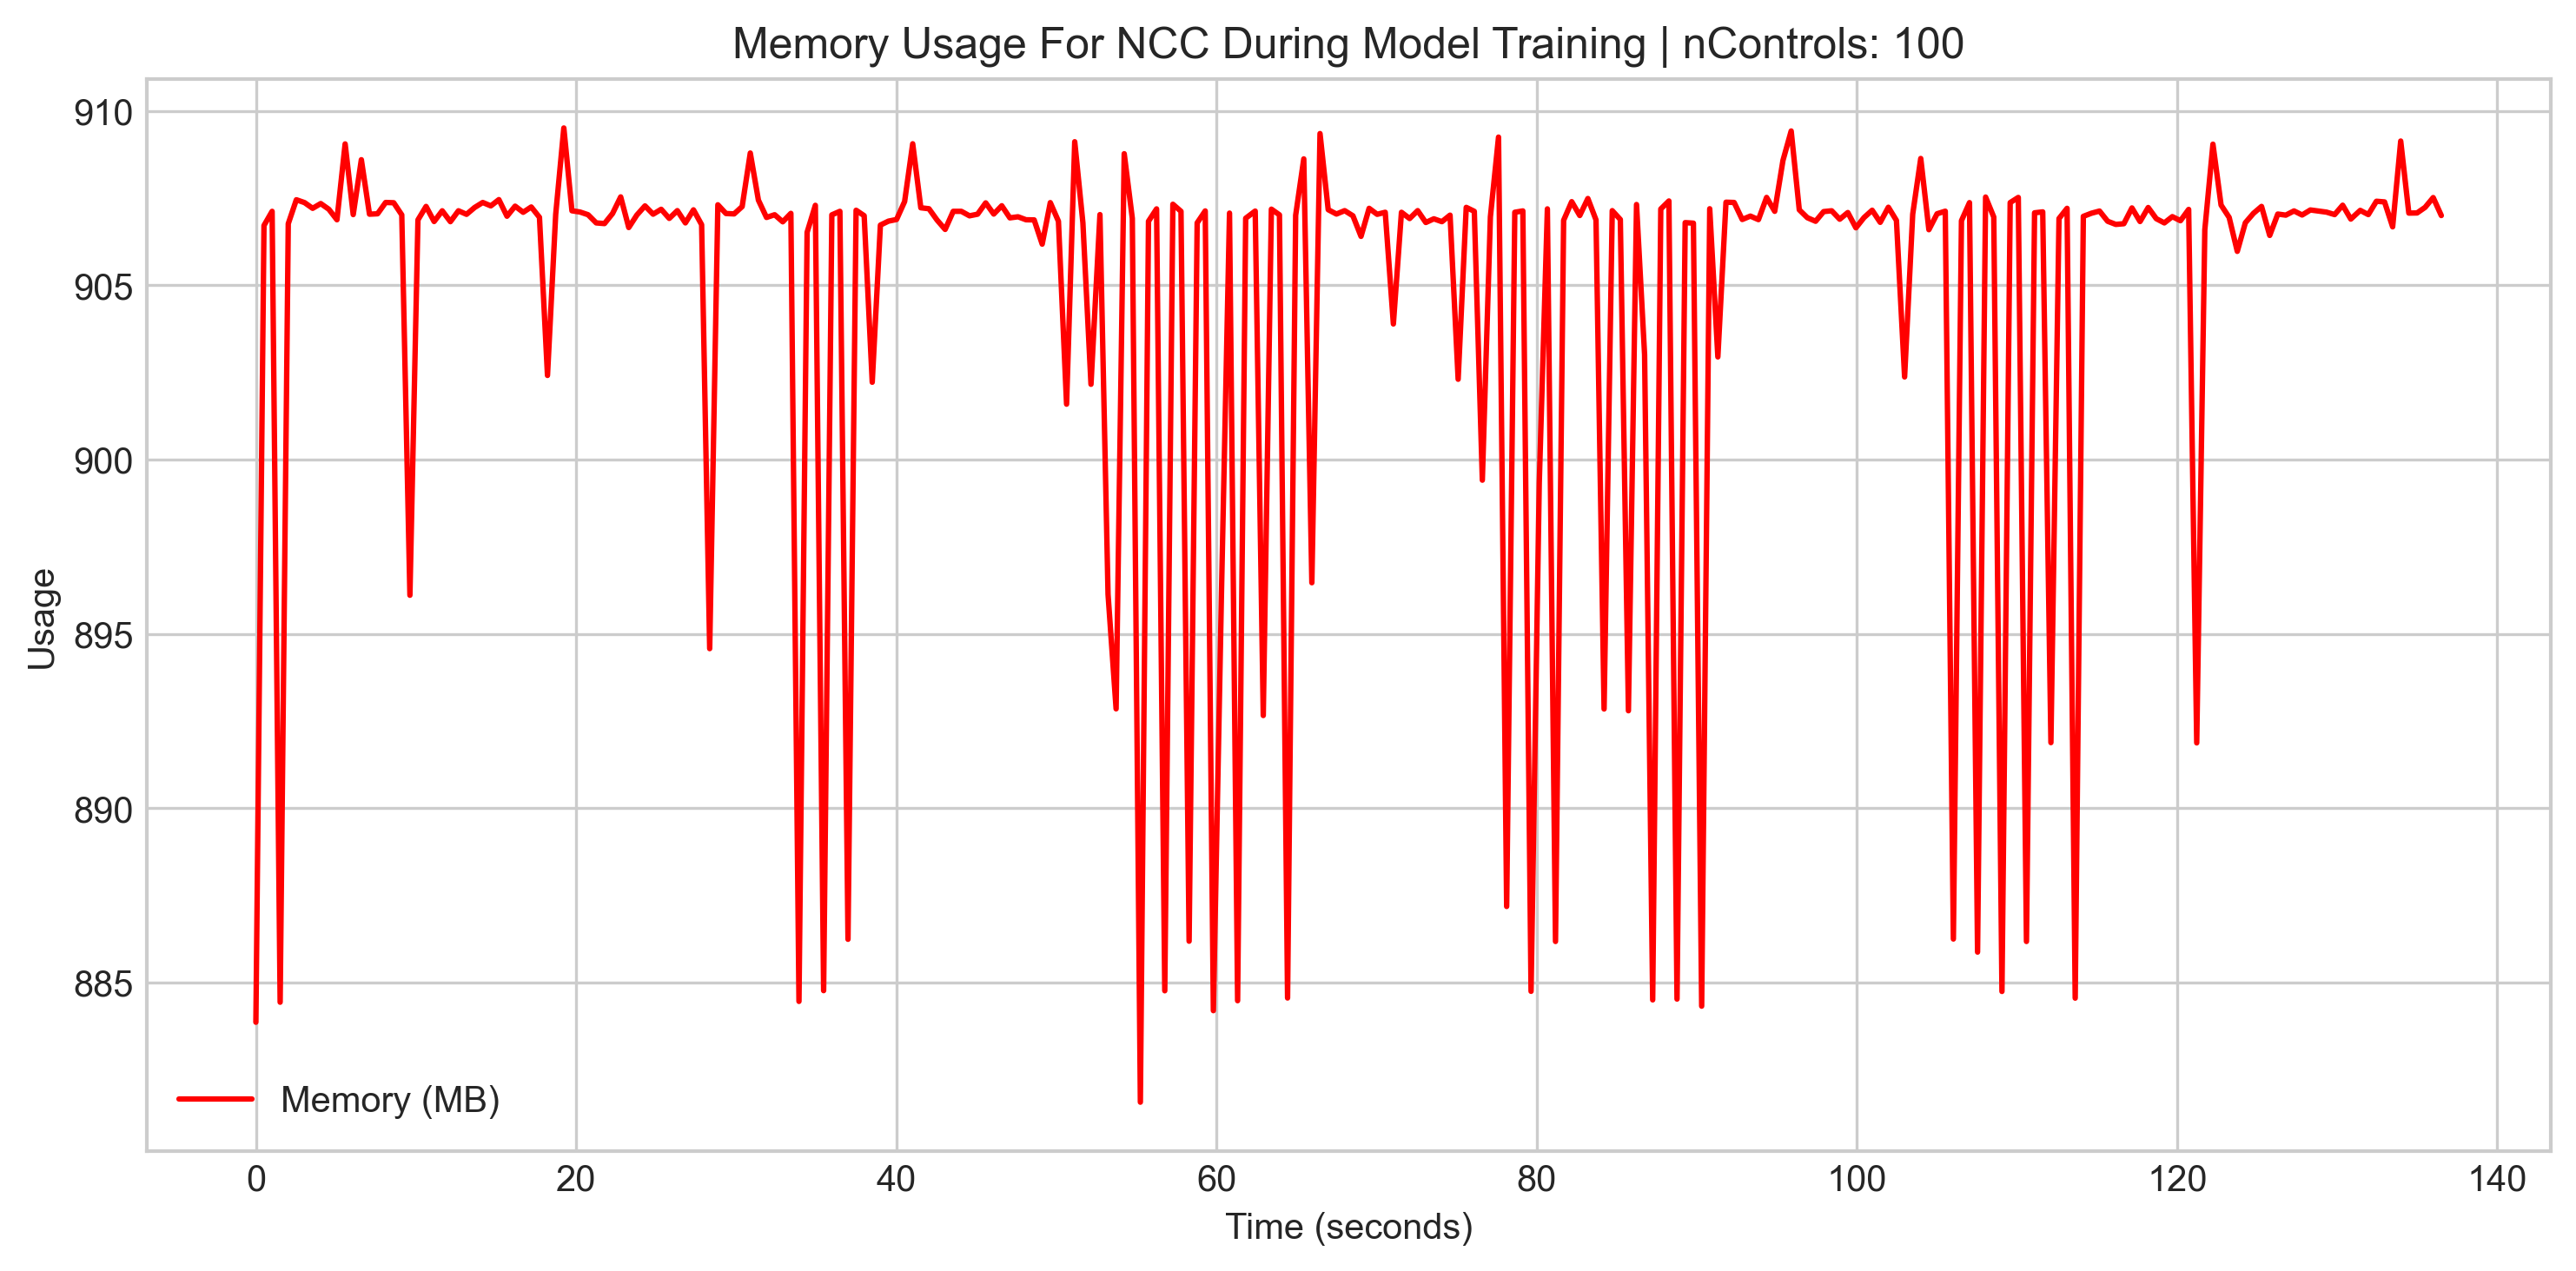 Memory Usage For NCC During Model Training | nControls: 100
910
905
900
895
890
885
Usage
Memory (MB)
0 20 40 60 80 100 120 140
Time (seconds)